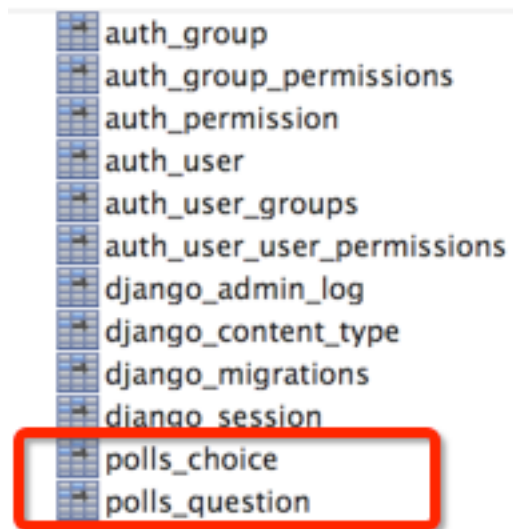 auth_group
auth_group_permissions
auth_permission
auth_user
auth_user_groups
auth_user_user_permissions
django_admin_log
django_content_type
django_migrations
django_session
polls_choice
polls_question